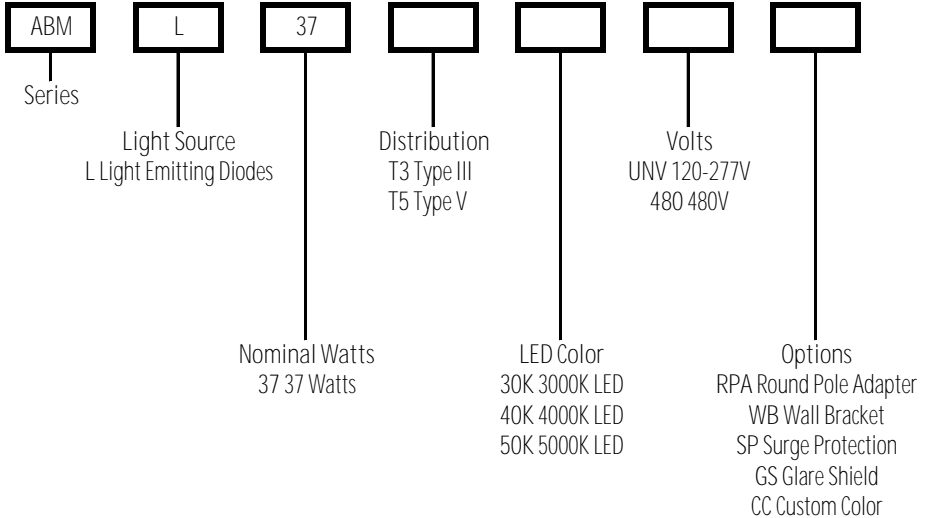 ABM L 37
Series
Light Source
L Light Emitting Diodes
Distribution
T3 Type III
T5 Type V
Volts
UNV 120-277V
480 480V
Nominal Watts
37 37 Watts
LED Color
30K 3000K LED
40K 4000K LED
50K 5000K LED
Options
RPA Round Pole Adapter
WB Wall Bracket
SP Surge Protection
GS Glare Shield
CC Custom Color